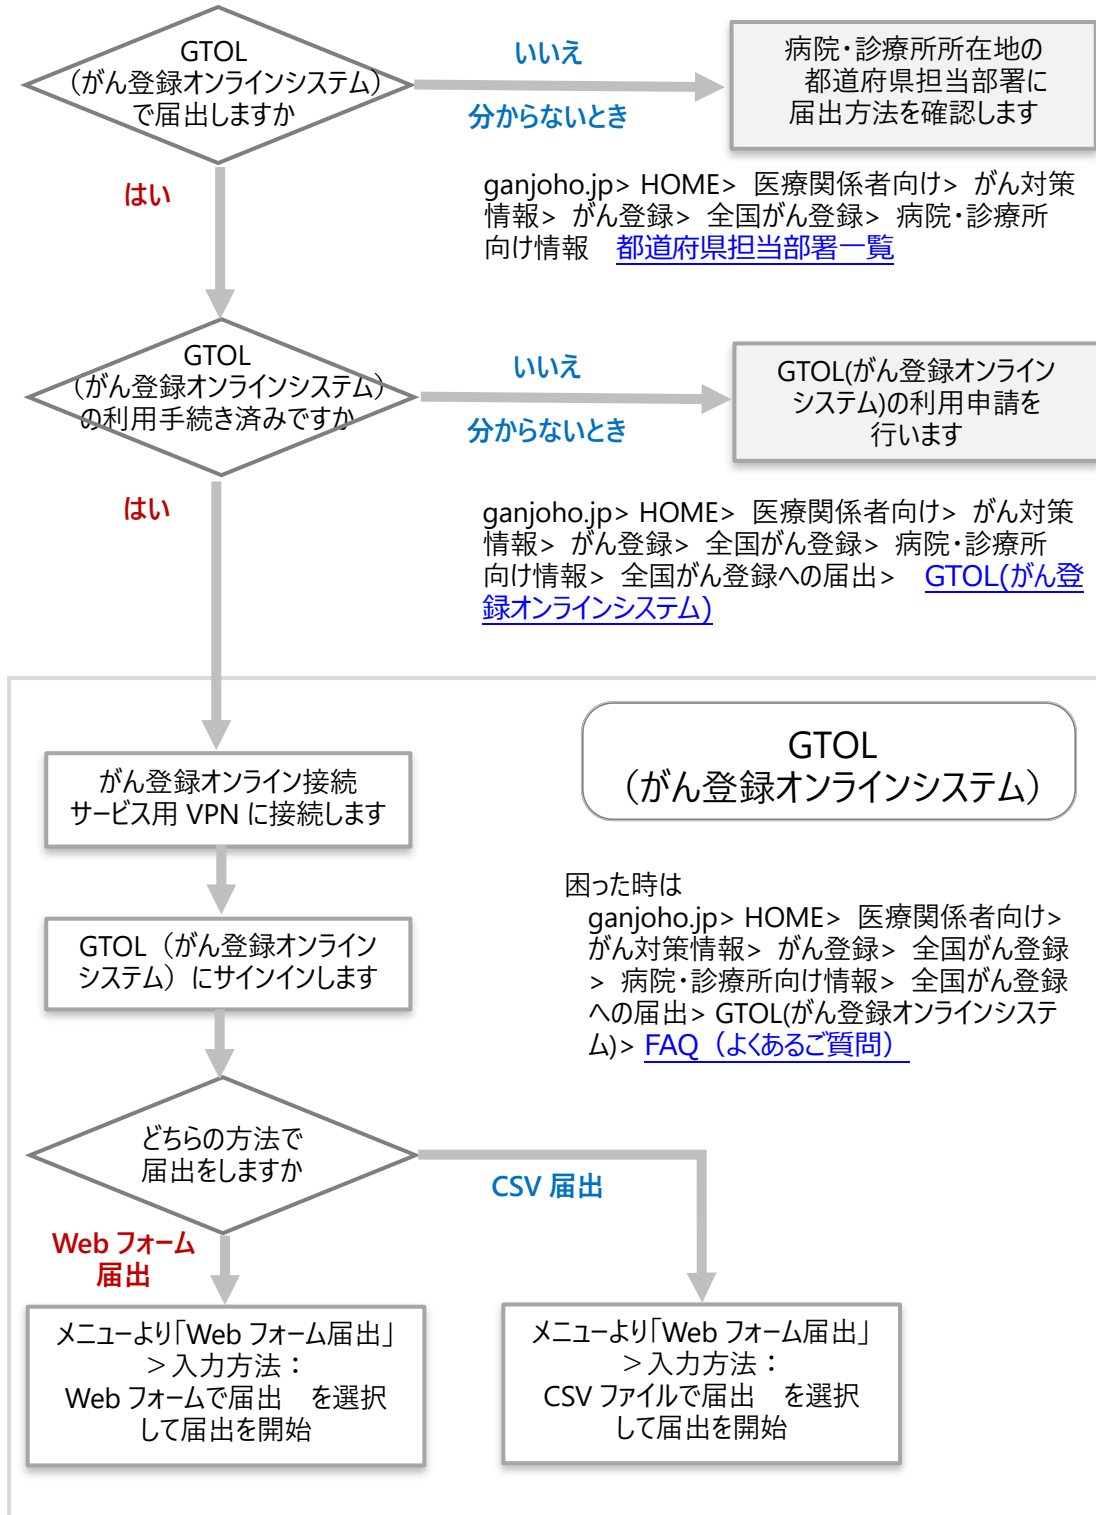 GTOL
（がん登録オンラインシステム）
で届出しますか
いいえ
分からないとき
病院・診療所所在地の
都道府県担当部署に
届出方法を確認します
はい
ganjoho.jp> HOME> 医療関係者向け> がん対策
情報> がん登録> 全国がん登録> 病院・診療所
向け情報 都道府県担当部署一覧
GTOL
（がん登録オンラインシステム）
の利用手続き済みですか
いいえ
分からないとき
GTOL(がん登録オンライン
システム)の利用申請を
行います
はい
ganjoho.jp> HOME> 医療関係者向け> がん対策
情報> がん登録> 全国がん登録> 病院・診療所
向け情報> 全国がん登録への届出> GTOL(がん登
録オンラインシステム)
GTOL
（がん登録オンラインシステム）
がん登録オンライン接続
サービス用 VPN に接続します
困った時は
ganjoho.jp> HOME> 医療関係者向け>
がん対策情報> がん登録> 全国がん登録
> 病院・診療所向け情報> 全国がん登録
への届出> GTOL(がん登録オンラインシステ
ム)> FAQ（よくあるご質問）
GTOL（がん登録オンライン
システム）にサインインします
どちらの方法で
届出をしますか
CSV 届出
Web フォーム
届出
メニューより「Web フォーム届出」
＞入力方法：
Web フォームで届出　を選択
して届出を開始
メニューより「Web フォーム届出」
＞入力方法：
CSV ファイルで届出　を選択
して届出を開始